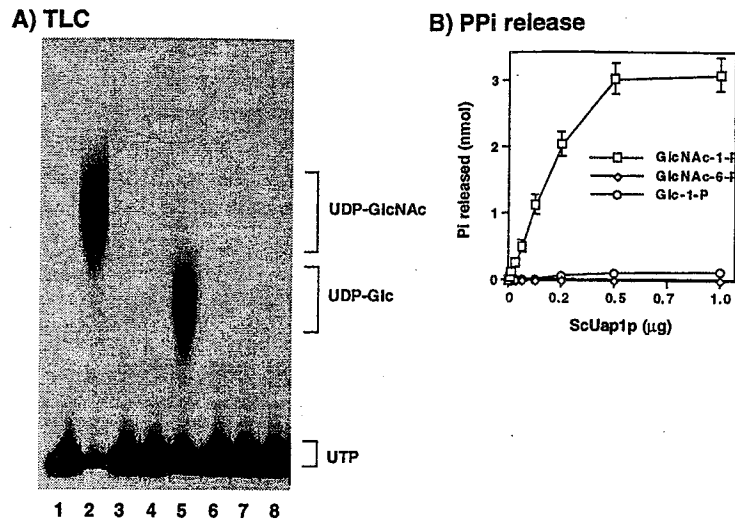 A) TLC
UDP-GlcNAc
UDP-Glc
UTP
1 2 3 4 5 6 7 8
B) PPi release
Pi released (nmol)
3
2
1
0
GlcNAc-1-P
GlcNAc-6-P
Glc-1-P
0 0.2 0.5 0.7 1.0
ScUap1p (μg)